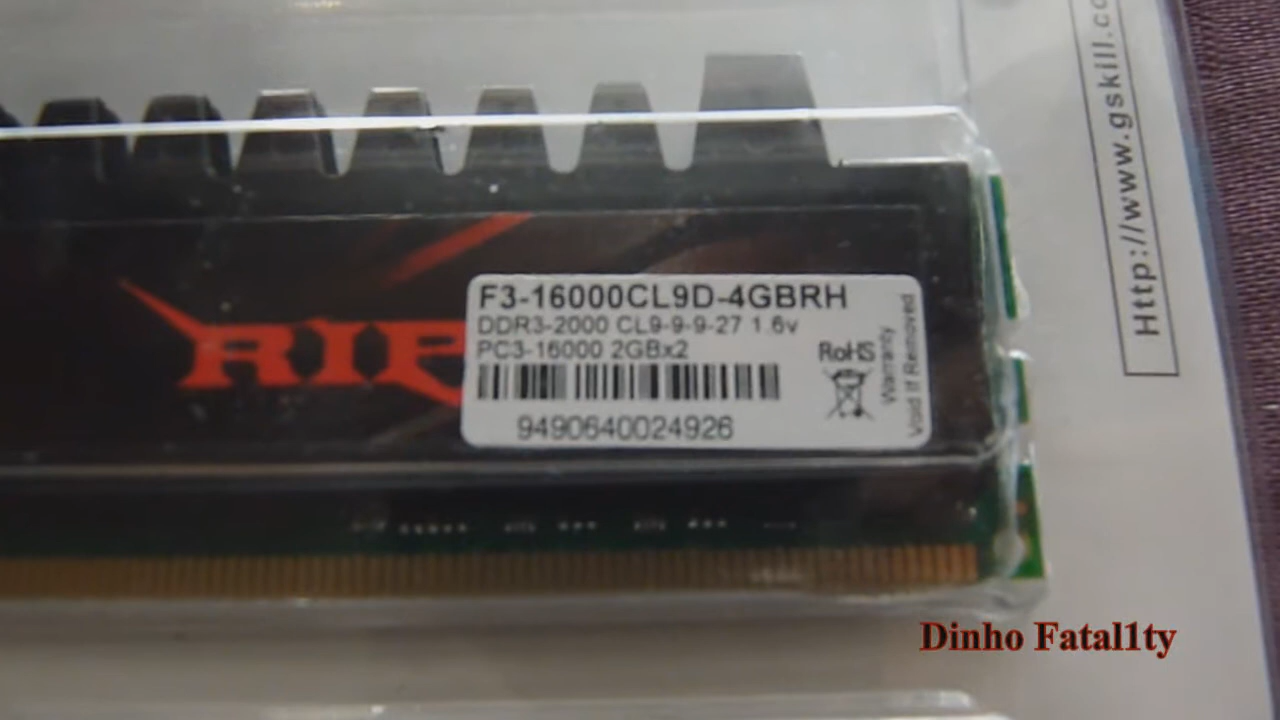 Http://www.gskill.co
RIP
F3-16000CL9D-4GBRH
DDR3-2000 CL9-9-9-27 1.6v
PC3-16000 2GBx2
RoHS
Warranty
Void If Removed
9490640024926
Dinho Fatal1ty